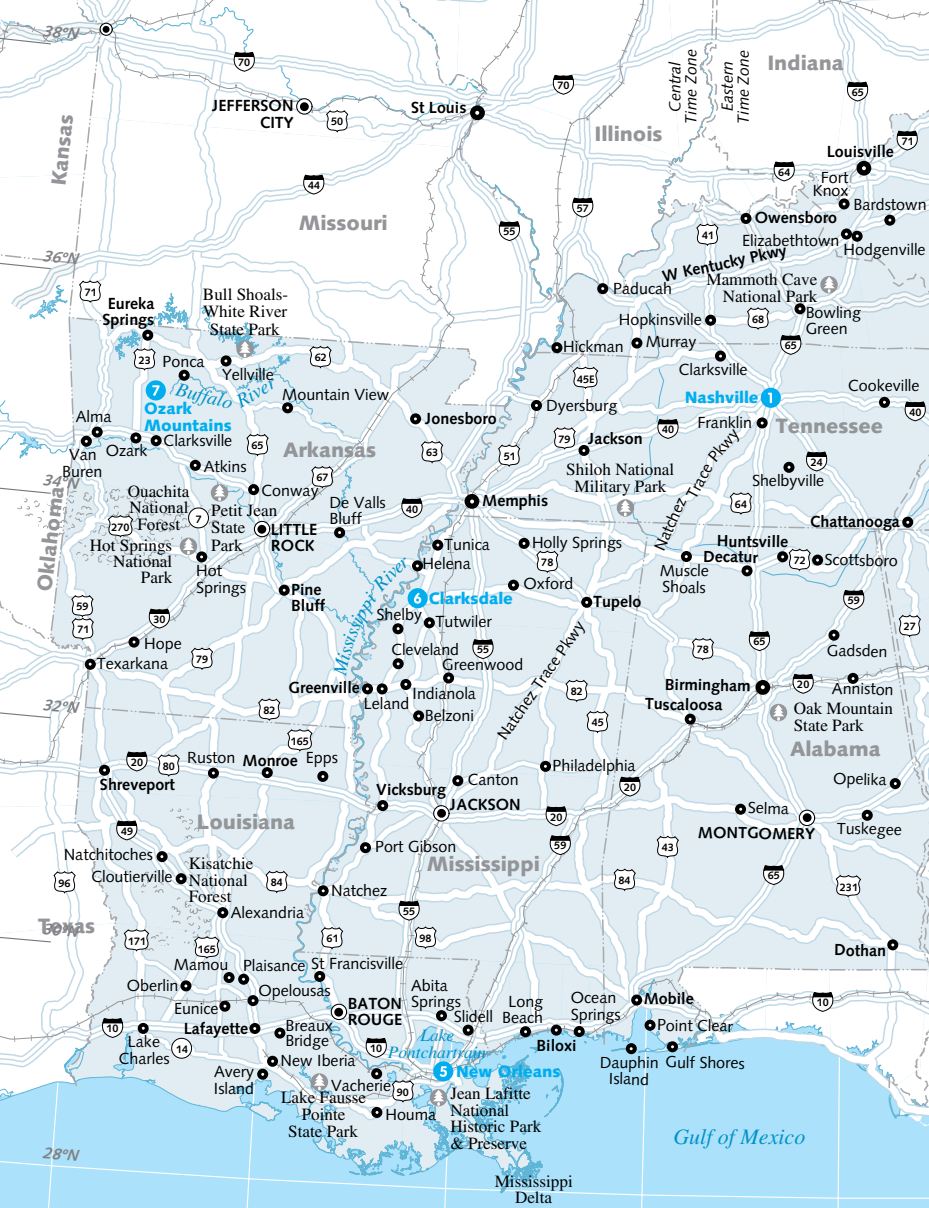 38°N
70
70
Indiana
Central
Time Zone
Eastern
Time Zone
65
JEFFERSON
CITY
50
St Louis
Illinois
71
Kansas
Louisville
64
Fort
Knox
44
57
Bardstown
Missouri
55
Owensboro
41
Elizabethtown
Hodgenville
36°N
W Kentucky Pkwy
71
Paducah
Mammoth Cave
National Park
Eureka
Springs
Bull Shoals-
White River
State Park
Hopkinsville
68
Bowling
Green
23
Ponca
62
Hickman
Murray
65
Yellville
Clarksville
7
Ozark
Mountains
Buffalo River
45E
Nashville
1
Cookeville
Mountain View
Dyersburg
40
Alma
Jonesboro
Franklin
Tennessee
Van
Buren
Ozark
Clarksville
65
Arkansas
63
51
79
Jackson
40
24
Atkins
67
Shiloh National
Military Park
Natchez Trace Pkwy
Shelbyville
34°N
Ouachita
National
Forest
Conway
De Valls
Bluff
40
Memphis
64
Oklahoma
270
7
Petit Jean
State
Park
LITTLE
ROCK
Chattanooga
Hot Springs
National
Park
Tunica
Holly Springs
Huntsville
Decatur
72
Scottsboro
Hot
Springs
Helena
78
Muscle
Shoals
Mississippi River
Oxford
59
Pine
Bluff
6
Clarksdale
Tupelo
59
71
30
Shelby
Tutwiler
27
Hope
Cleveland
55
78
65
Gadsden
Texarkana
79
Greenwood
Natchez Trace Pkwy
Greenville
Leland
Indianola
82
Birmingham
20
Anniston
32°N
82
Belzoni
45
Tuscaloosa
Oak Mountain
State Park
165
Alabama
20
80
Ruston
Monroe
Epps
Philadelphia
Shreveport
Canton
20
Opelika
Vicksburg
JACKSON
20
Selma
MONTGOMERY
Tuskegee
49
Louisiana
59
Natchitoches
Port Gibson
Mississippi
43
Cloutierville
Kisatchie
National
Forest
96
84
Natchez
84
65
231
Alexandria
55
Texas
30°N
171
165
61
98
Dothan
Mamou
Plaisance
St Francisville
Oberlin
Opelousas
Abita
Springs
Long
Beach
Ocean
Springs
Mobile
10
Eunice
BATON
ROUGE
Slidell
10
Lafayette
Breaux
Bridge
Biloxi
Point Clear
Lake
Charles
14
10
Lake
Pontchartrain
New Iberia
Dauphin
Island
Gulf Shores
Avery
Island
Vacherie
5
New Orleans
Lake Fausse
Pointe
State Park
90
Houma
Jean Lafitte
National
Historic Park
& Preserve
Gulf of Mexico
28°N
Mississippi
Delta